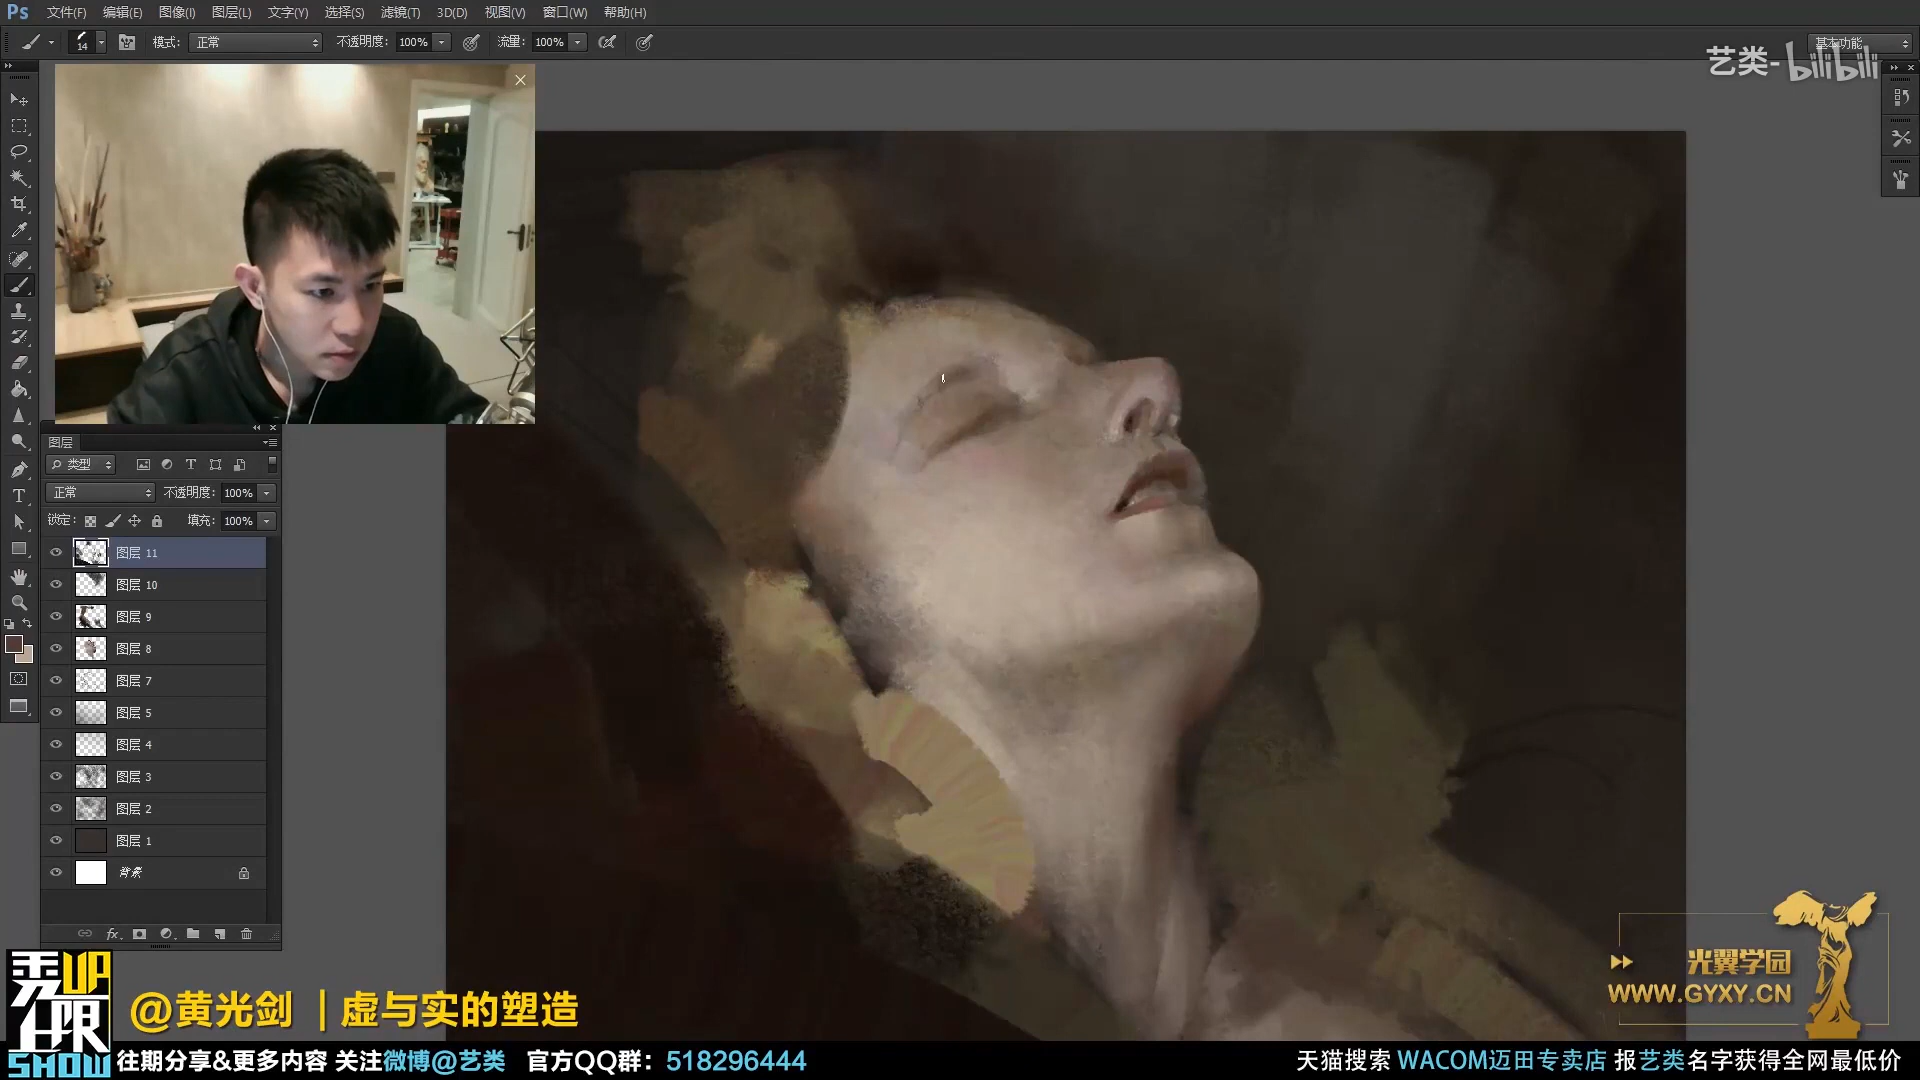 Ps 文件(F) 编辑(E) 图像(I) 图层(L) 文字(Y) 选择(S) 滤镜(T) 3D(D) 视图(V) 窗口(W) 帮助(H)
14 模式: 正常 不透明度: 100% 流量: 100% 基本功能
艺类-bilibili
图层
类型
正常 不透明度: 100%
锁定: 填充: 100%
图层 11
图层 10
图层 9
图层 8
图层 7
图层 5
图层 4
图层 3
图层 2
图层 1
背景
fx
光翼学园
WWW.GYXY.CN
UP
SHOW
@黄光剑 | 虚与实的塑造
往期分享&更多内容 关注微博@艺类 官方QQ群: 518296444
天猫搜索 WACOM迈田专卖店 报艺类名字获得全网最低价